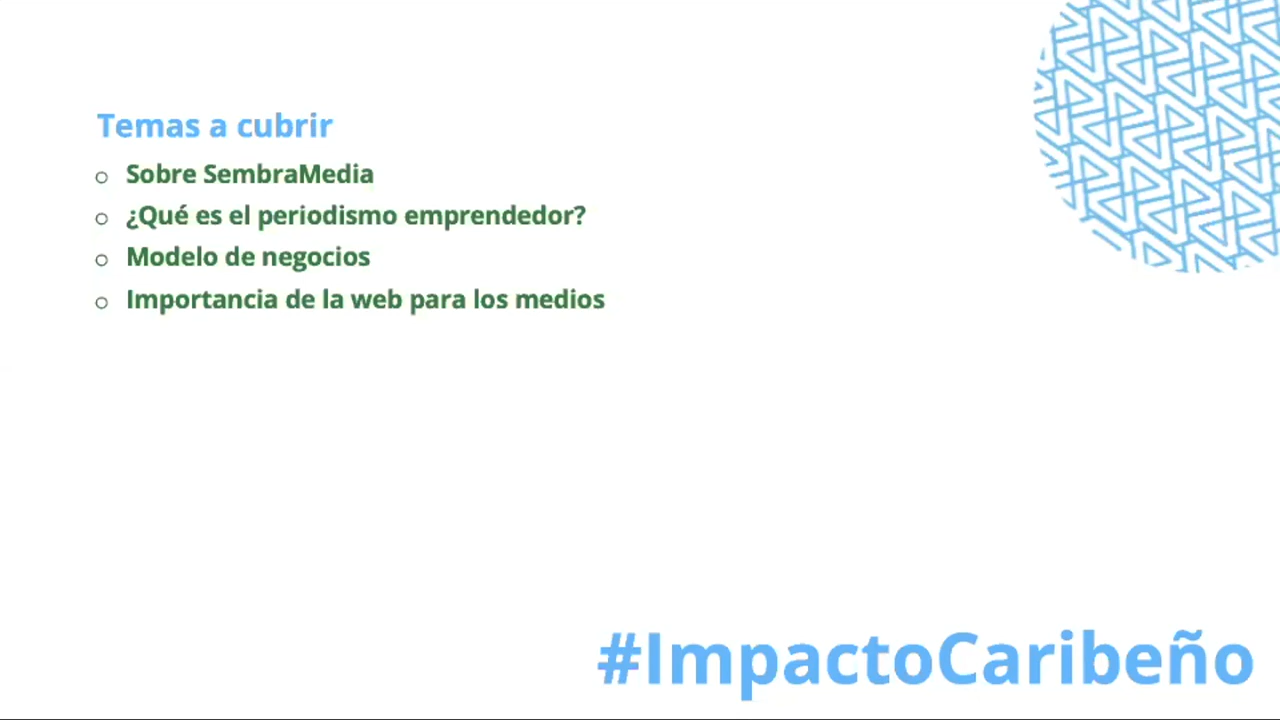 Temas a cubrir
Sobre SembraMedia
¿Qué es el periodismo emprendedor?
Modelo de negocios
Importancia de la web para los medios
#ImpactoCaribeño